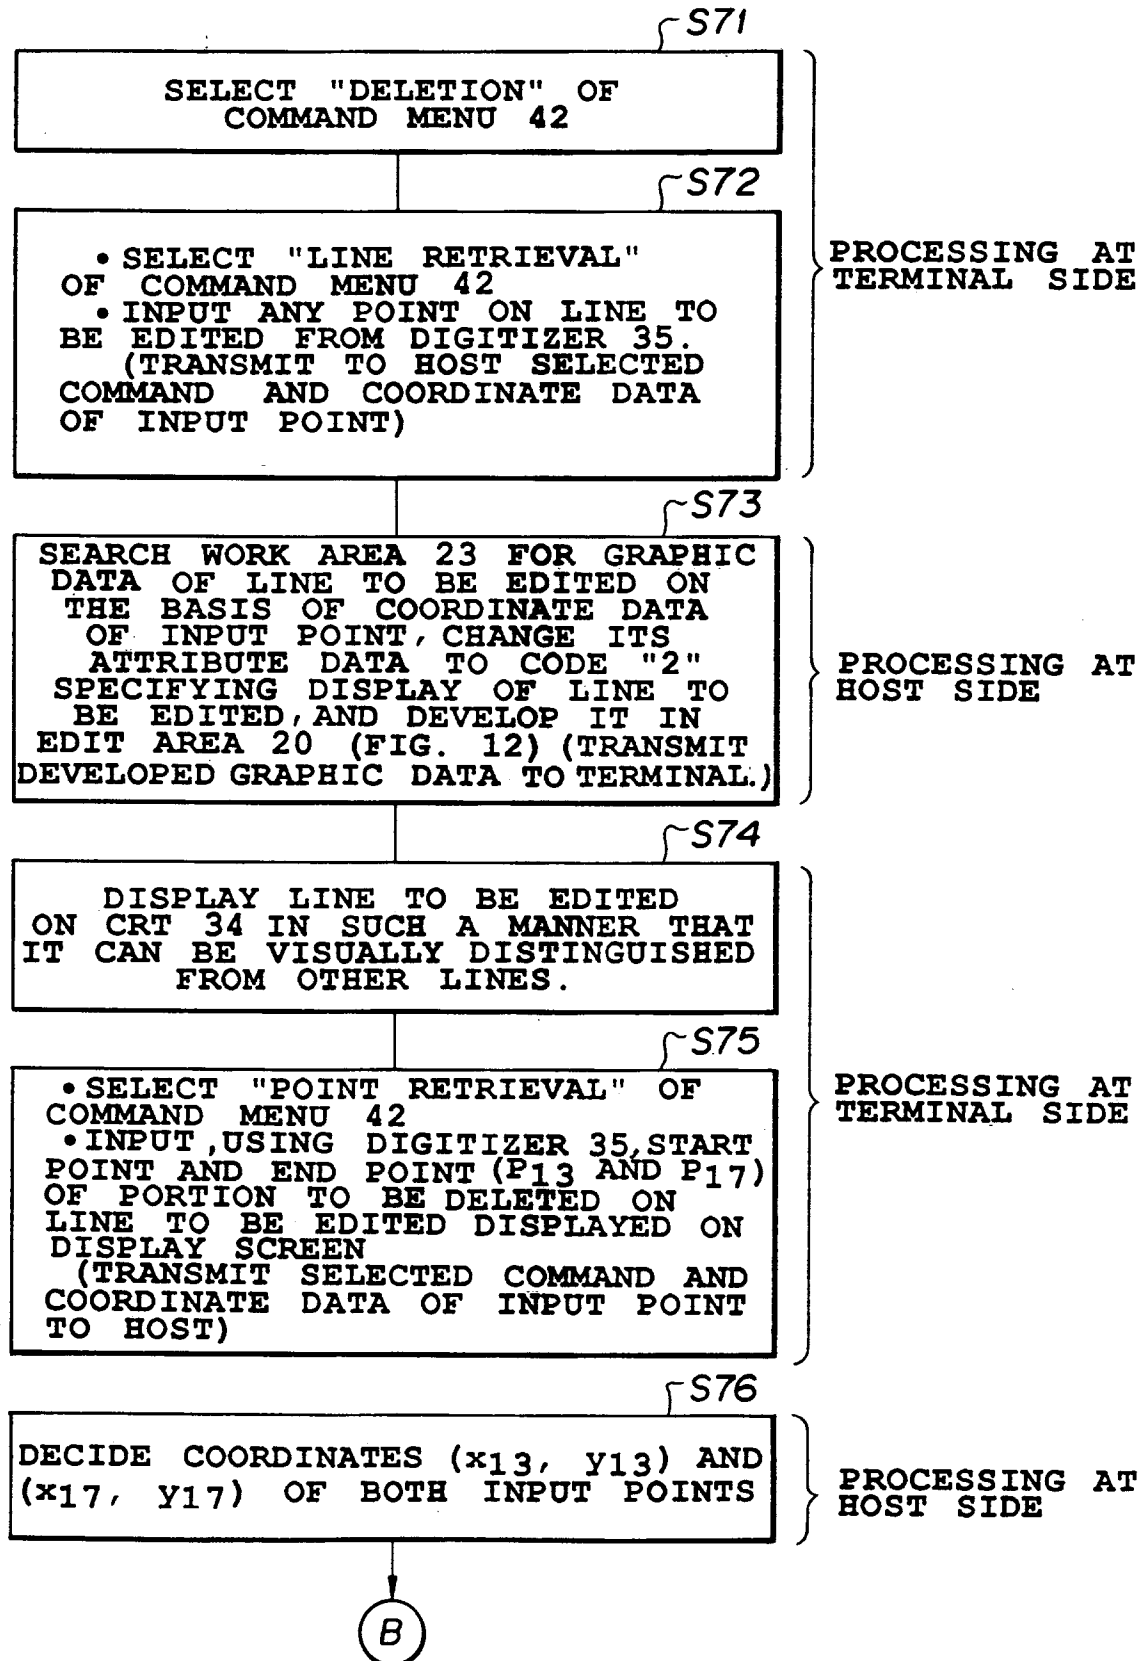 S71
SELECT "DELETION" OF
COMMAND MENU 42
S72
• SELECT "LINE RETRIEVAL"
OF COMMAND MENU 42
• INPUT ANY POINT ON LINE TO
BE EDITED FROM DIGITIZER 35.
(TRANSMIT TO HOST SELECTED
COMMAND AND COORDINATE DATA
OF INPUT POINT)
PROCESSING AT
TERMINAL SIDE
S73
SEARCH WORK AREA 23 FOR GRAPHIC
DATA OF LINE TO BE EDITED ON
THE BASIS OF COORDINATE DATA
OF INPUT POINT, CHANGE ITS
ATTRIBUTE DATA TO CODE "2"
SPECIFYING DISPLAY OF LINE TO
BE EDITED, AND DEVELOP IT IN
EDIT AREA 20 (FIG. 12) (TRANSMIT
DEVELOPED GRAPHIC DATA TO TERMINAL.)
PROCESSING AT
HOST SIDE
S74
DISPLAY LINE TO BE EDITED
ON CRT 34 IN SUCH A MANNER THAT
IT CAN BE VISUALLY DISTINGUISHED
FROM OTHER LINES.
S75
• SELECT "POINT RETRIEVAL" OF
COMMAND MENU 42
• INPUT, USING DIGITIZER 35, START
POINT AND END POINT (P13 AND P17)
OF PORTION TO BE DELETED ON
LINE TO BE EDITED DISPLAYED ON
DISPLAY SCREEN
(TRANSMIT SELECTED COMMAND AND
COORDINATE DATA OF INPUT POINT
TO HOST)
PROCESSING AT
TERMINAL SIDE
S76
DECIDE COORDINATES (x13, y13) AND
(x17, y17) OF BOTH INPUT POINTS
PROCESSING AT
HOST SIDE
B